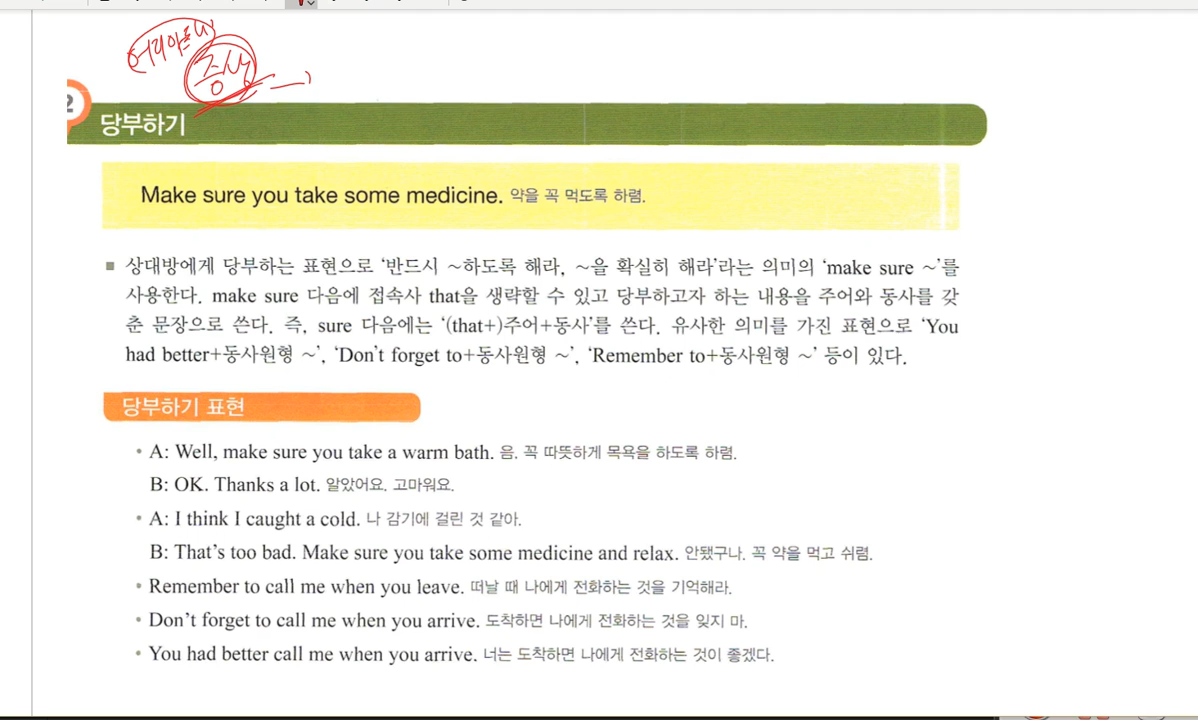 증상
2
당부하기
Make sure you take some medicine. 약을 꼭 먹도록 하렴.
■ 상대방에게 당부하는 표현으로 ‘반드시 ~하도록 해라, ~을 확실히 해라’라는 의미의 ‘make sure ~’를
사용한다. make sure 다음에 접속사 that을 생략할 수 있고 당부하고자 하는 내용을 주어와 동사를 갖
춘 문장으로 쓴다. 즉, sure 다음에는 ‘(that+)주어+동사’를 쓴다. 유사한 의미를 가진 표현으로 ‘You
had better+동사원형 ~’, ‘Don’t forget to+동사원형 ~’, ‘Remember to+동사원형 ~’ 등이 있다.
당부하기 표현
• A: Well, make sure you take a warm bath. 음. 꼭 따뜻하게 목욕을 하도록 하렴.
B: OK. Thanks a lot. 알았어요. 고마워요.
• A: I think I caught a cold. 나 감기에 걸린 것 같아.
B: That’s too bad. Make sure you take some medicine and relax. 안됐구나. 꼭 약을 먹고 쉬렴.
• Remember to call me when you leave. 떠날 때 나에게 전화하는 것을 기억해라.
• Don’t forget to call me when you arrive. 도착하면 나에게 전화하는 것을 잊지 마.
• You had better call me when you arrive. 너는 도착하면 나에게 전화하는 것이 좋겠다.